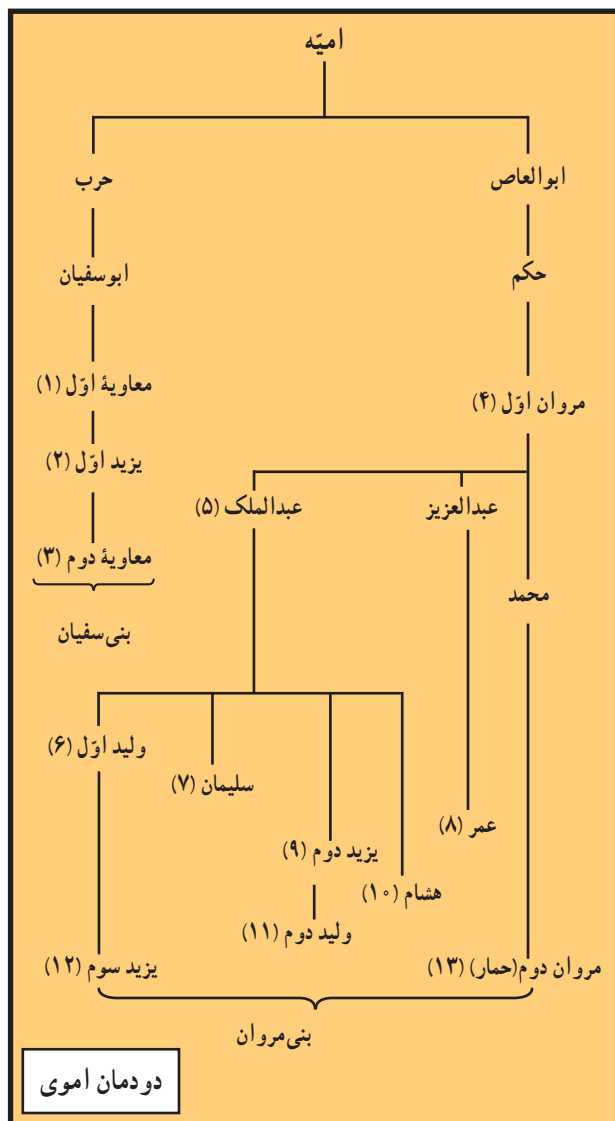 امیّه
ابوالعاص
حرب
حکم
ابوسفیان
مروان اوّل (۴)
معاویۀ اوّل (۱)
یزید اوّل (۲)
عبدالعزیز
عبدالملک (۵)
معاویۀ دوم (۳)
محمد
بنی‌سفیان
ولید اوّل (۶)
سلیمان (۷)
عمر (۸)
یزید دوم (۹)
هشام (۱۰)
ولید دوم (۱۱)
مروان دوم(حمار) (۱۳)
یزید سوم (۱۲)
بنی‌مروان
دودمان اموی